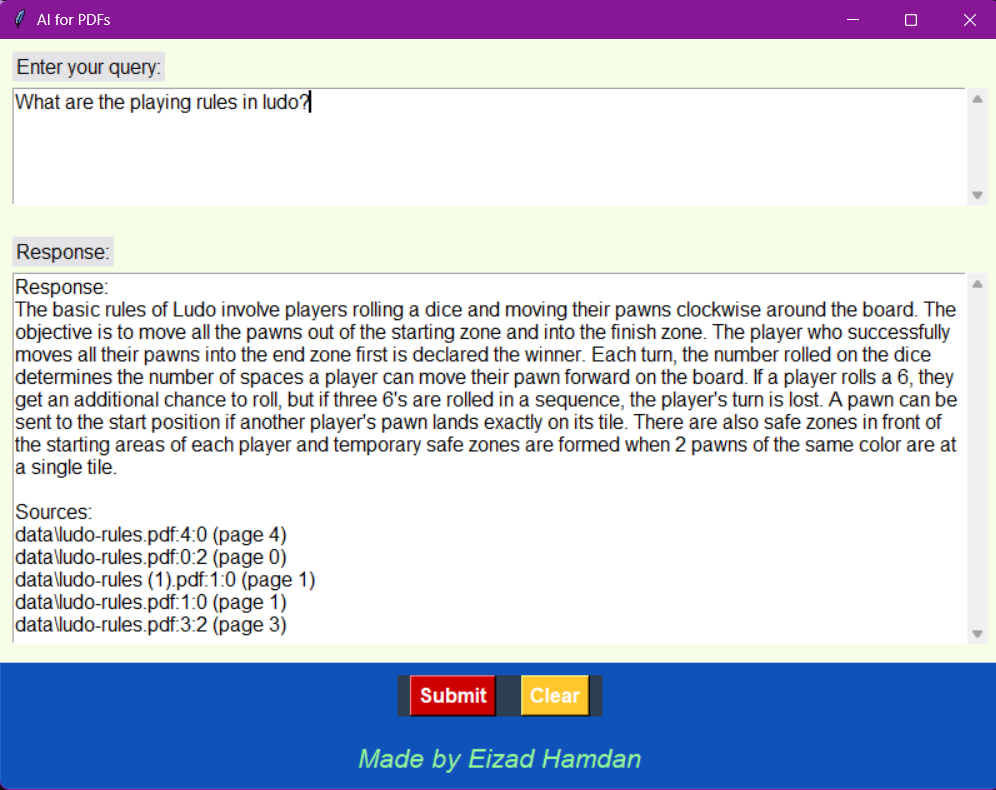 AI for PDFs
Enter your query:
What are the playing rules in ludo?
Response:
Response:
The basic rules of Ludo involve players rolling a dice and moving their pawns clockwise around the board. The
objective is to move all the pawns out of the starting zone and into the finish zone. The player who successfully
moves all their pawns into the end zone first is declared the winner. Each turn, the number rolled on the dice
determines the number of spaces a player can move their pawn forward on the board. If a player rolls a 6, they
get an additional chance to roll, but if three 6's are rolled in a sequence, the player's turn is lost. A pawn can be
sent to the start position if another player's pawn lands exactly on its tile. There are also safe zones in front of
the starting areas of each player and temporary safe zones are formed when 2 pawns of the same color are at
a single tile.
Sources:
data\ludo-rules.pdf:4:0 (page 4)
data\ludo-rules.pdf:0:2 (page 0)
data\ludo-rules (1).pdf:1:0 (page 1)
data\ludo-rules.pdf:1:0 (page 1)
data\ludo-rules.pdf:3:2 (page 3)
Submit Clear
Made by Eizad Hamdan